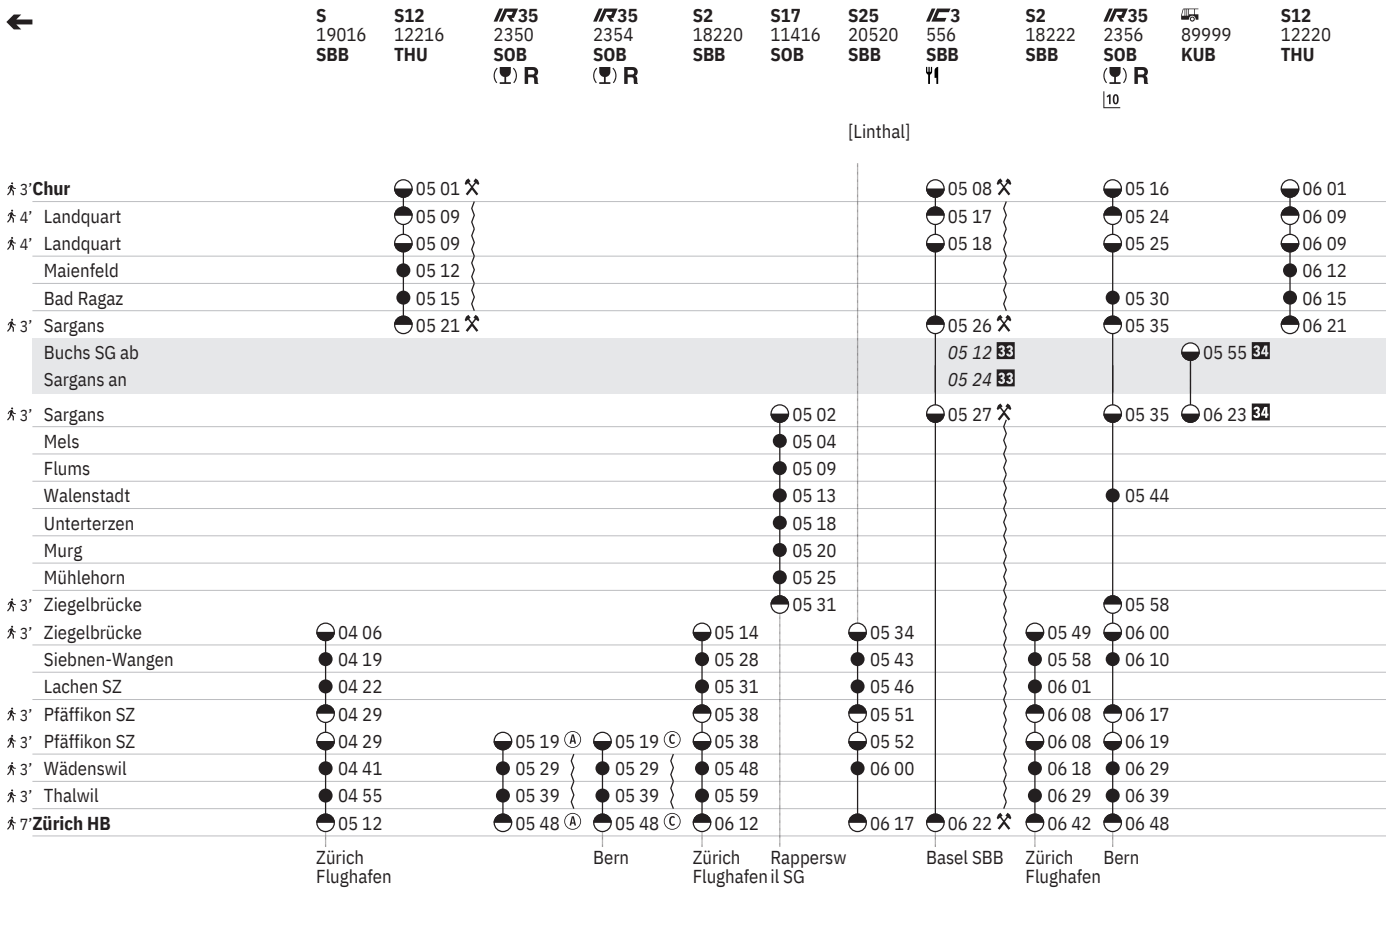 S S12 IR35 IR35 S2 S17 S25 IC3 S2 IR35 S12
19016 12216 2350 2354 18220 11416 20520 556 18222 2356 89999 12220
SBB THU SOB SOB SBB SOB SBB SBB SBB SOB KUB THU
R R R
10
[Linthal]
3’ Chur 05 01 05 08 05 16 06 01
4’ Landquart 05 09 05 17 05 24 06 09
4’ Landquart 05 09 05 18 05 25 06 09
Maienfeld 05 12 06 12
Bad Ragaz 05 15 05 30 06 15
3’ Sargans 05 21 05 26 05 35 06 21
Buchs SG ab 05 12 33 05 55 34
Sargans an 05 24 33
3’ Sargans 05 02 05 27 05 35 06 23 34
Mels 05 04
Flums 05 09
Walenstadt 05 13 05 44
Unterterzen 05 18
Murg 05 20
Mühlehorn 05 25
3’ Ziegelbrücke 05 31 05 58
3’ Ziegelbrücke 04 06 05 14 05 34 05 49 06 00
Siebnen-Wangen 04 19 05 28 05 43 05 58 06 10
Lachen SZ 04 22 05 31 05 46 06 01
3’ Pfäffikon SZ 04 29 05 38 05 51 06 08 06 17
3’ Pfäffikon SZ 04 29 05 19 Ⓐ 05 19 Ⓒ 05 38 05 52 06 08 06 19
3’ Wädenswil 04 41 05 29 05 29 05 48 06 00 06 18 06 29
3’ Thalwil 04 55 05 39 05 39 05 59 06 29 06 39
7’ Zürich HB 05 12 05 48 Ⓐ 05 48 Ⓒ 06 12 06 17 06 22 06 42 06 48
Zürich Bern Zürich Rappersw Basel SBB Zürich Bern
Flughafen Flughafen il SG Flughafen